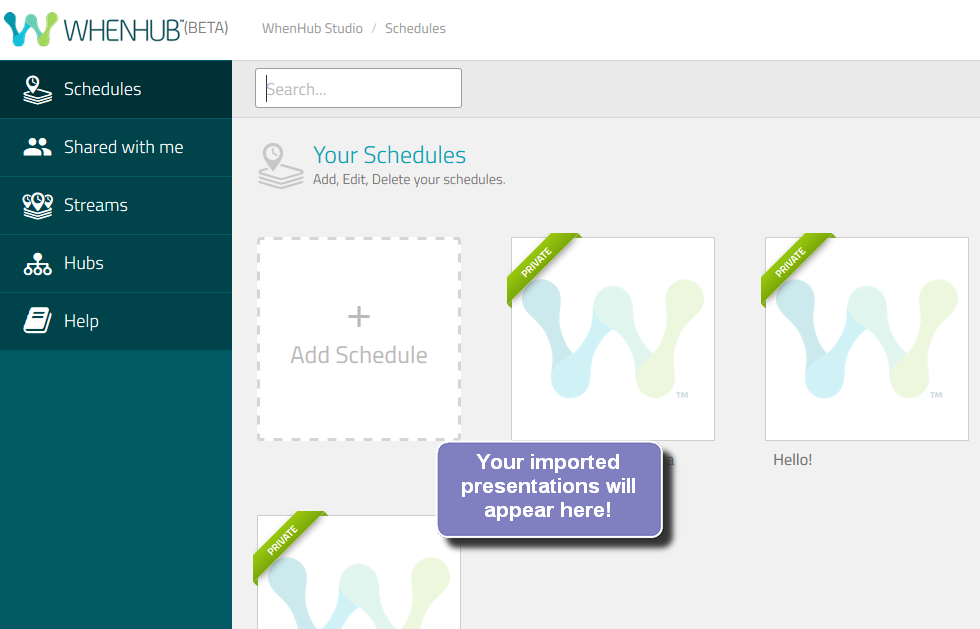 WHENHUB™(BETA)
WhenHub Studio / Schedules
Schedules
Shared with me
Streams
Hubs
Help
Search...
Your Schedules
Add, Edit, Delete your schedules.
+
Add Schedule
PRIVATE
TM
PRIVATE
TM
Hello!
Your imported
presentations will
appear here!
PRIVATE